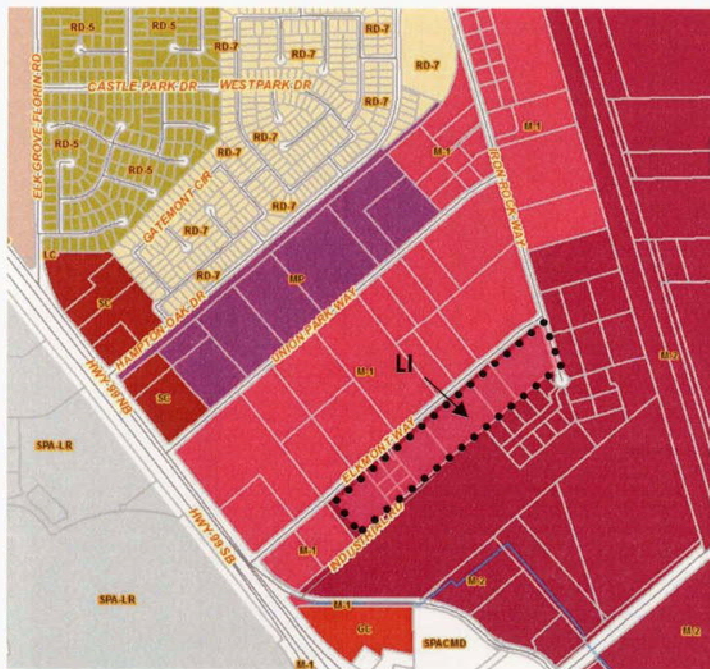 RD-5
RD-5
RD-7
RD-7
RD-7
CASTLE PARK DR
WESTPARK DR
RD-7
ELK GROVE-FLORIN RD
RD-5
RD-5
RD-7
RD-7
M-1
GATEMONT CIR
RD-7
RD-7
IRON ROCK WAY
RD-7
LC
SC
RD-7
MP
HAMPTON OAK DR
UNION PARK WAY
HWY 99 NB
SC
M-1
LI
M-2
SPA-LR
ELKMONT WAY
HWY 99 SB
INDUSTRIAL RD
M-1
SPA-LR
M-1
M-2
GC
SPACMD
M-2
M-1